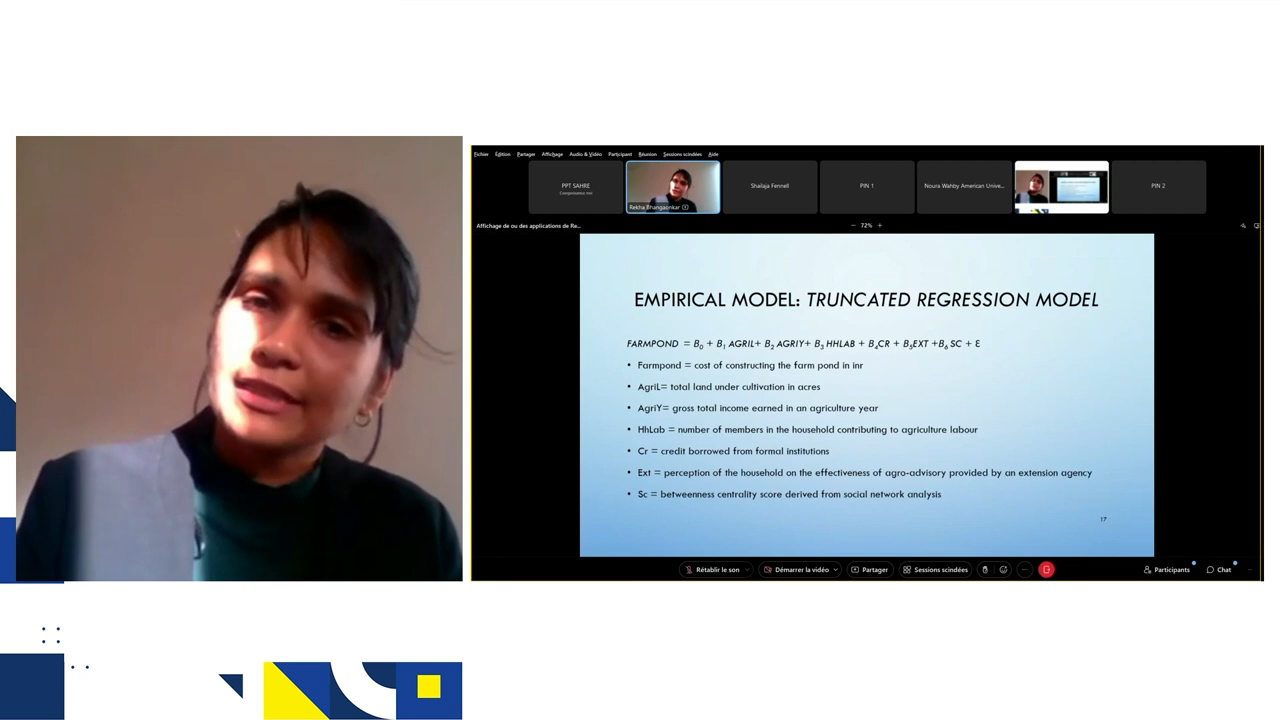 Fichier Édition Partager Affichage Audio & Vidéo Participant Réunion Sessions scindées Aide
PPT SAHRE
Rekha Bhangaonkar
Shailaja Fennell
PIN 1
Noura Wahby American Unive...
PIN 2
Affichage de ou des applications de Re...
− 72% +
EMPIRICAL MODEL: TRUNCATED REGRESSION MODEL
FARMPOND = B0 + B1 AGRIL+ B2 AGRIY+ B3 HHLAB + B4CR + B5EXT +B6 SC + Ɛ
• Farmpond = cost of constructing the farm pond in inr
• AgriL= total land under cultivation in acres
• AgriY= gross total income earned in an agriculture year
• HhLab = number of members in the household contributing to agriculture labour
• Cr = credit borrowed from formal institutions
• Ext = perception of the household on the effectiveness of agro-advisory provided by an extension agency
• Sc = betweenness centrality score derived from social network analysis
17
Rétablir le son Démarrer la vidéo Partager Sessions scindées ... Participants Chat ...